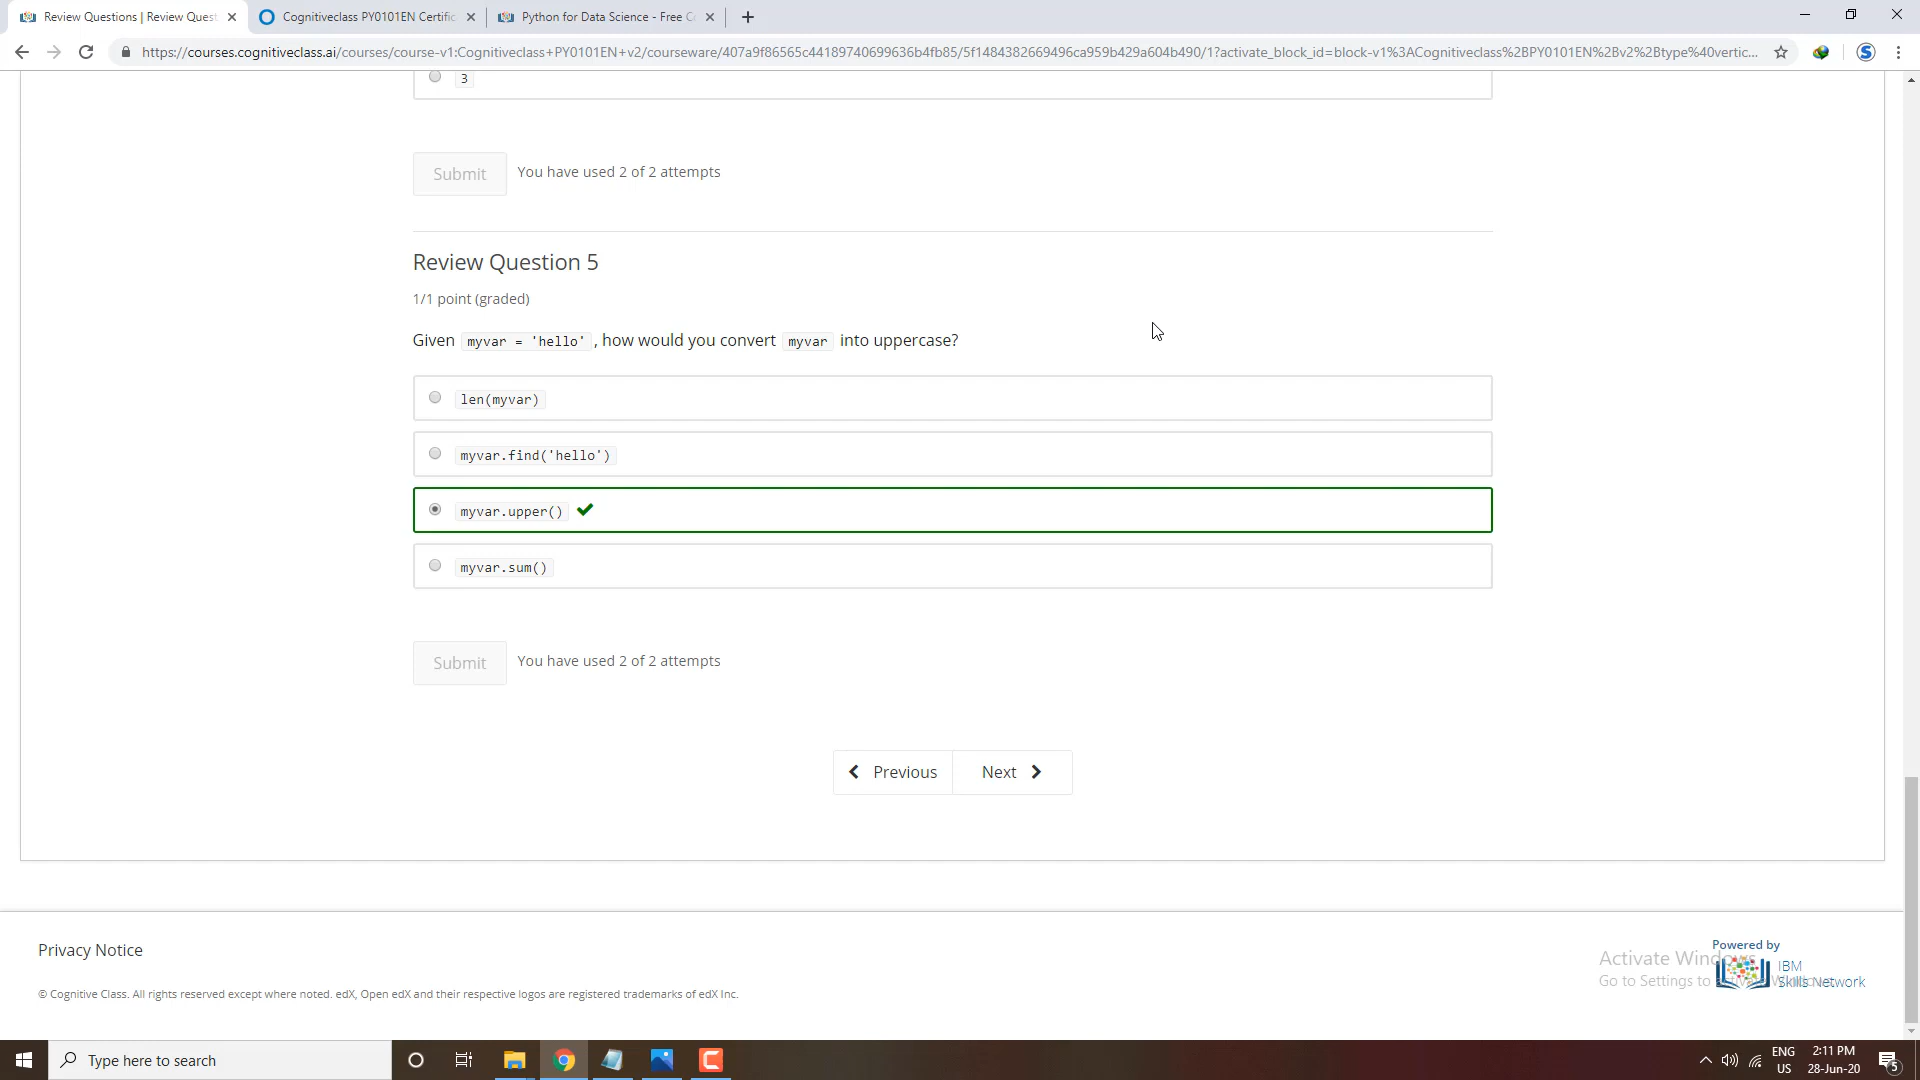 Review Questions | Review Quest
Cognitiveclass PY0101EN Certific
Python for Data Science - Free C
https://courses.cognitiveclass.ai/courses/course-v1:Cognitiveclass+PY0101EN+v2/courseware/407a9f86565c44189740699636b4fb85/5f1484382669496ca959b429a604b490/1?activate_block_id=block-v1%3ACognitiveclass%2BPY0101EN%2Bv2%2Btype%40vertic...
3
Submit You have used 2 of 2 attempts
Review Question 5
1/1 point (graded)
Given myvar = 'hello' , how would you convert myvar into uppercase?
len(myvar)
myvar.find('hello')
myvar.upper()
myvar.sum()
Submit You have used 2 of 2 attempts
Previous Next
Privacy Notice
© Cognitive Class. All rights reserved except where noted. edX, Open edX and their respective logos are registered trademarks of edX Inc.
Powered by
IBM
Skills Network
Activate Windows
Go to Settings to
Type here to search
ENG
US
2:11 PM
28-Jun-20
5